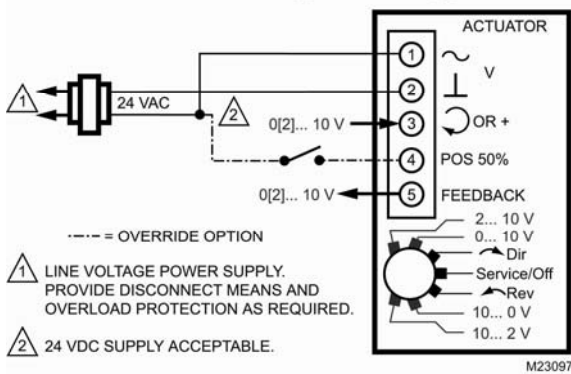 ACTUATOR
1
V
2
1
24 VAC
2
0[2]... 10 V
3
OR +
4
POS 50%
0[2]... 10 V
5
FEEDBACK
2... 10 V
0... 10 V
Dir
Service/Off
Rev
10... 0 V
10... 2 V
= OVERRIDE OPTION
1 LINE VOLTAGE POWER SUPPLY.
PROVIDE DISCONNECT MEANS AND
OVERLOAD PROTECTION AS REQUIRED.
2 24 VDC SUPPLY ACCEPTABLE.
M23097